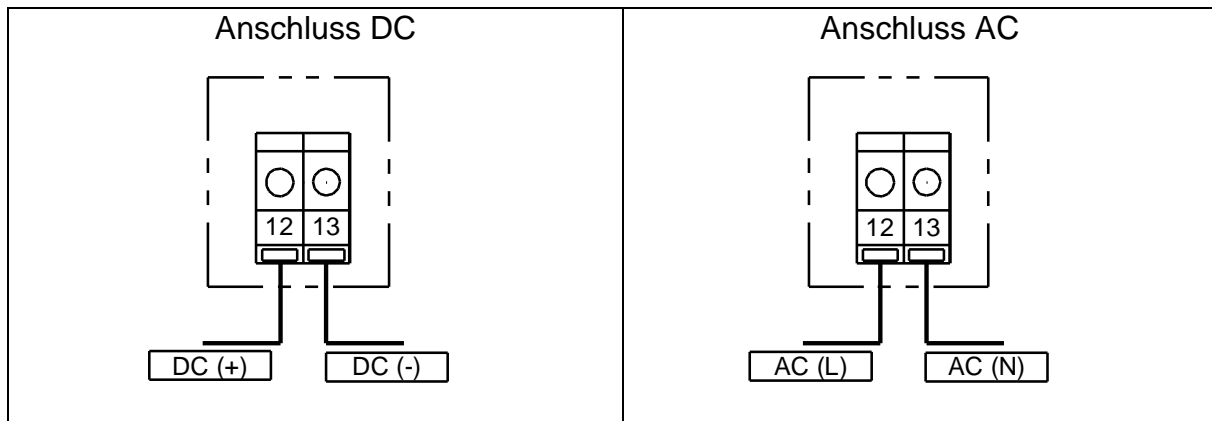 Anschluss DC
12 13
DC (+) DC (-)
Anschluss AC
12 13
AC (L) AC (N)